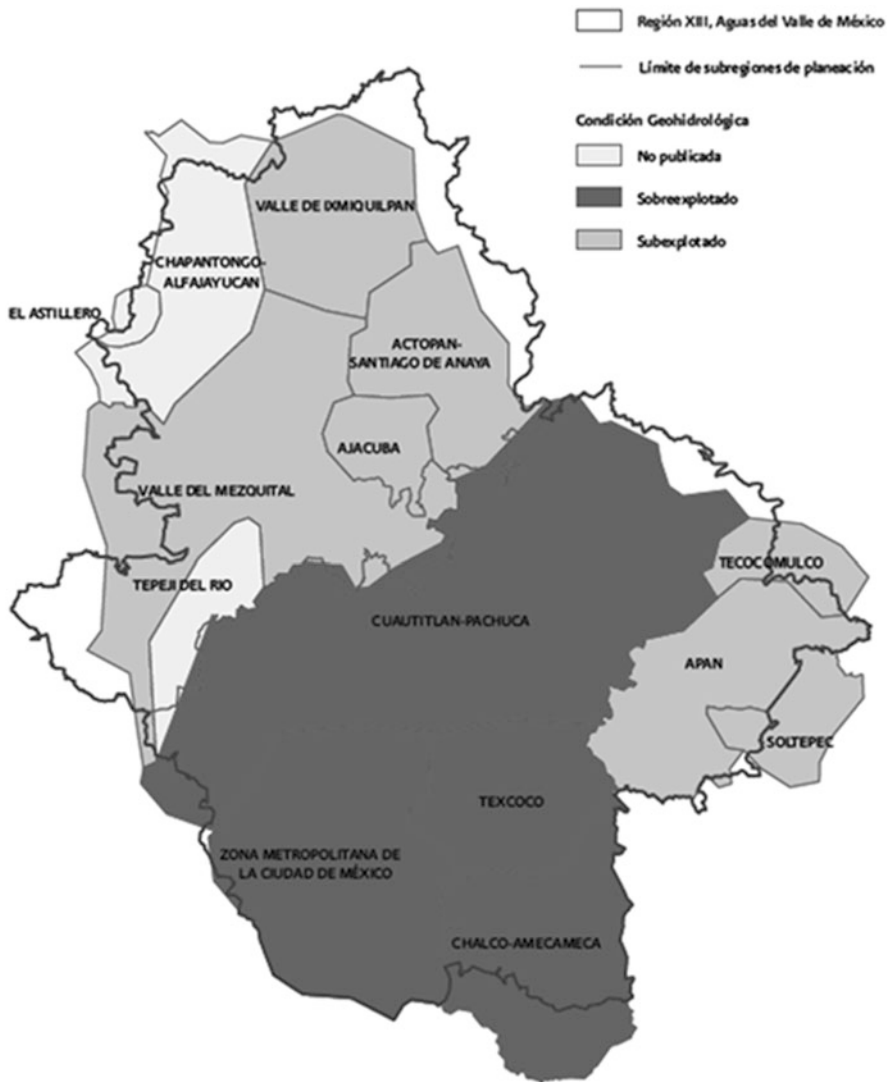 Región XIII, Aguas del Valle de México
Límite de subregiones de planeación
Condición Geohidrológica
No publicada
Sobreexplotado
Subexplotado
VALLE DE IXMIQUILPAN
CHAPANTONGO-
ALFAJAYUCAN
EL ASTILLERO
ACTOPAN-
SANTIAGO DE ANAYA
AJACUBA
VALLE DEL MEZQUITAL
TEPEJI DEL RIO
TECOCOMULCO
CUAUTITLAN-PACHUCA
APAN
SOLTEPEC
TEXCOCO
ZONA METROPOLITANA DE
LA CIUDAD DE MÉXICO
CHALCO-AMECAMECA